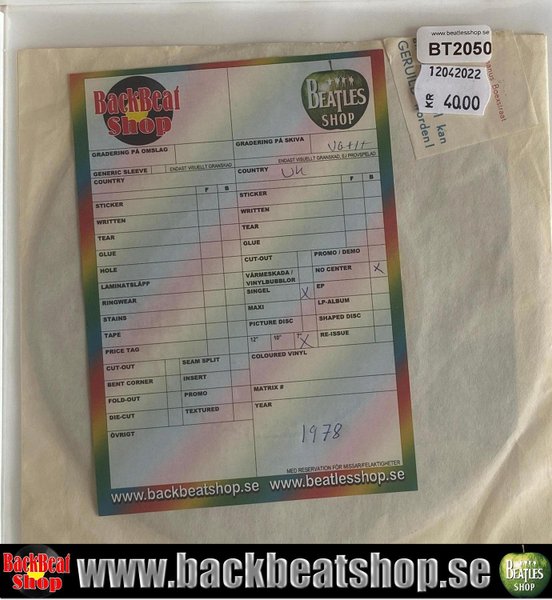 www.beatlesshop.se
BT2050
12042022
KR 4000
GERU
kan
orden!
Boexstraat
BackBeat
Shop
BEATLES
SHOP
GRADERING PÅ OMSLAG
GRADERING PÅ SKIVA
VG+/+
GENERIC SLEEVE
ENDAST VISUELLT GRANSKAD
ENDAST VISUELLT GRANSKAD, EJ PROVSPELAD
COUNTRY
COUNTRY UK
F B
F B
STICKER
STICKER
WRITTEN
WRITTEN
TEAR
TEAR
GLUE
GLUE
HOLE
CUT-OUT
PROMO / DEMO
LAMINATSLÄPP
VÄRMESKADA /
VINYLBUBBLOR
NO CENTER X
RINGWEAR
SINGEL X
EP
STAINS
MAXI
LP-ALBUM
TAPE
PICTURE DISC
SHAPED DISC
PRICE TAG
12" 10" 7" X
RE-ISSUE
CUT-OUT
SEAM SPLIT
COLOURED VINYL
BENT CORNER
INSERT
FOLD-OUT
PROMO
MATRIX #
DIE-CUT
TEXTURED
YEAR
ÖVRIGT
1978
MED RESERVATION FÖR MISSAR/FELAKTIGHETER
www.backbeatshop.se www.beatlesshop.se
BackBeat
Shop
www.backbeatshop.se
BEATLES
SHOP